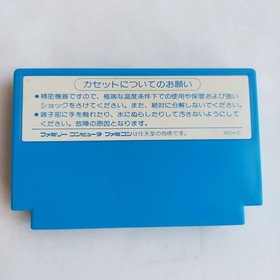 カセットについてのお願い
●精密機器ですので、極端な温度条件下での使用や保管および強い
ショックをさけてください。また、絶対に分解しないでください。
●端子部に手を触れたり、水にぬらしたりして汚さないようにして
ください。故障の原因となります。
ファミリー コンピュータ・ファミコンは任天堂の商標です。